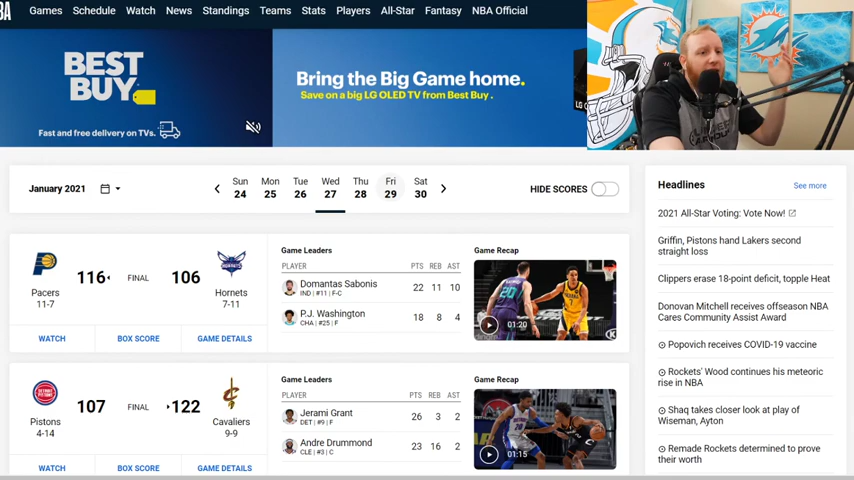 BA
Games Schedule Watch News Standings Teams Stats Players All-Star Fantasy NBA Official
BEST
BUY
Fast and free delivery on TVs.
Bring the Big Game home.
Save on a big LG OLED TV from Best Buy.
January 2021
Sun Mon Tue Wed Thu Fri Sat
24 25 26 27 28 29 30
HIDE SCORES
Pacers
11-7
116
FINAL
106
Hornets
7-11
WATCH
BOX SCORE
GAME DETAILS
Game Leaders
PLAYER PTS REB AST
Domantas Sabonis 22 11 10
IND | #11 | F-C
P.J. Washington 18 8 4
CHA | #25 | F
Game Recap
01:20
DETROIT PISTONS
Pistons
4-14
107
FINAL
122
Cavaliers
9-9
WATCH
BOX SCORE
GAME DETAILS
Game Leaders
PLAYER PTS REB AST
Jerami Grant 26 3 2
DET | #9 | F
Andre Drummond 23 16 2
CLE | #3 | C
Game Recap
01:15
Headlines
See more
2021 All-Star Voting: Vote Now!
Griffin, Pistons hand Lakers second
straight loss
Clippers erase 18-point deficit, topple Heat
Donovan Mitchell receives offseason NBA
Cares Community Assist Award
Popovich receives COVID-19 vaccine
Rockets' Wood continues his meteoric
rise in NBA
Shaq takes closer look at play of
Wiseman, Ayton
Remade Rockets determined to prove
their worth